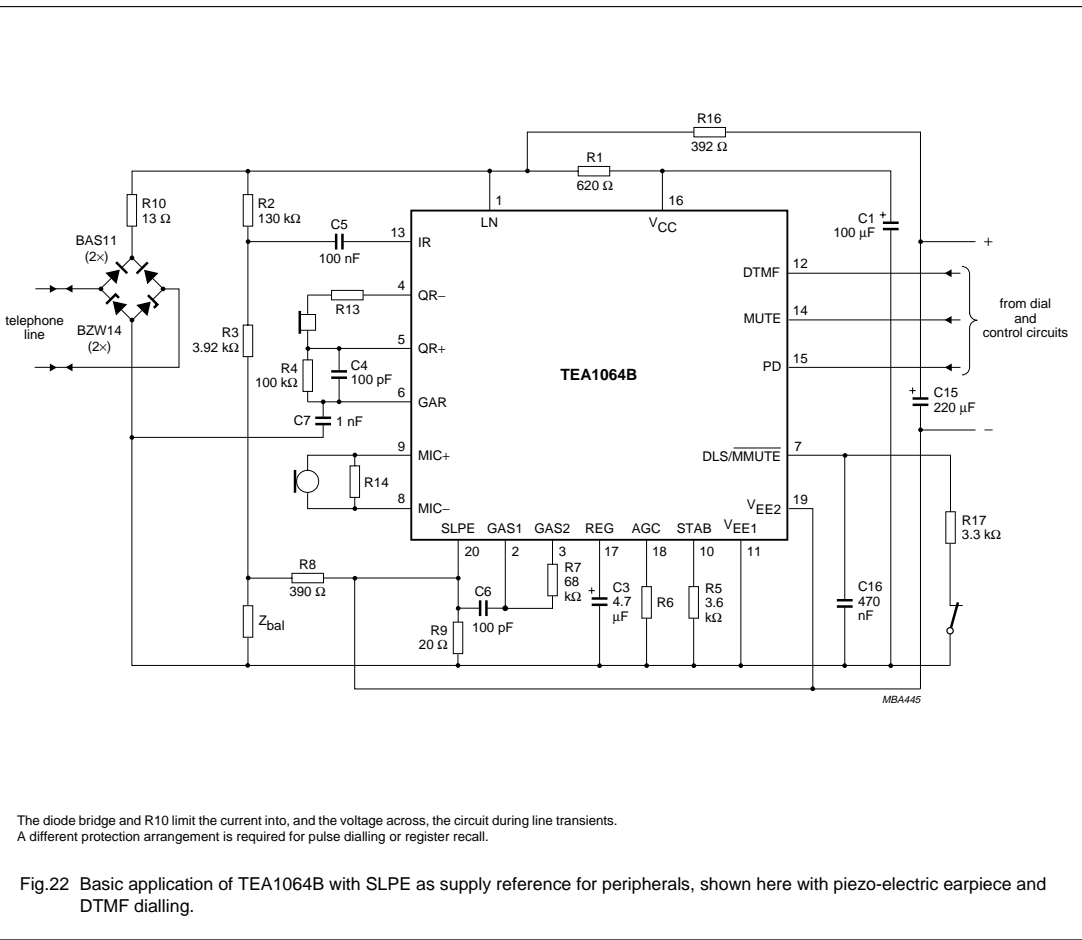 R16
392 Ω
R1
620 Ω
R10
13 Ω
R2
130 kΩ
1
LN
16
VCC
C1
100 μF
+
BAS11
(2×)
C5
100 nF
13
IR
+
DTMF
12
4
QR–
R13
telephone
line
BZW14
(2×)
R3
3.92 kΩ
MUTE
14
from dial
and
control circuits
5
QR+
R4
100 kΩ
C4
100 pF
PD
15
TEA1064B
6
GAR
C7
1 nF
+
C15
220 μF
–
9
MIC+
R14
8
MIC–
DLS/MMUTE
7
VEE2
19
R17
3.3 kΩ
SLPE
GAS1
GAS2
REG
AGC
STAB
VEE1
20
2
3
17
18
10
11
R8
390 Ω
R7
68
kΩ
C6
100 pF
+
C3
4.7
μF
R6
R5
3.6
kΩ
C16
470
nF
Zbal
R9
20 Ω
MBA445
The diode bridge and R10 limit the current into, and the voltage across, the circuit during line transients.
A different protection arrangement is required for pulse dialling or register recall.
Fig.22 Basic application of TEA1064B with SLPE as supply reference for peripherals, shown here with piezo-electric earpiece and
DTMF dialling.